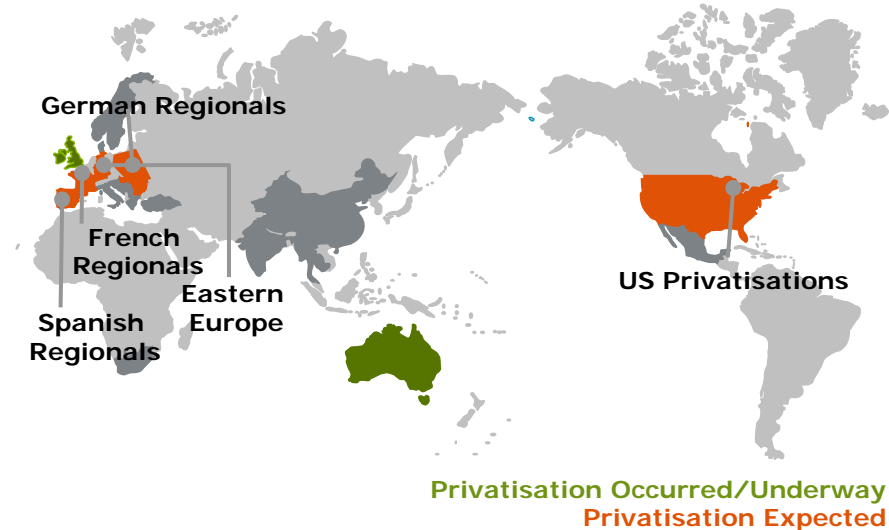 German Regionals
French
Regionals
Eastern
Europe
Spanish
Regionals
US Privatisations
Privatisation Occurred/Underway
Privatisation Expected